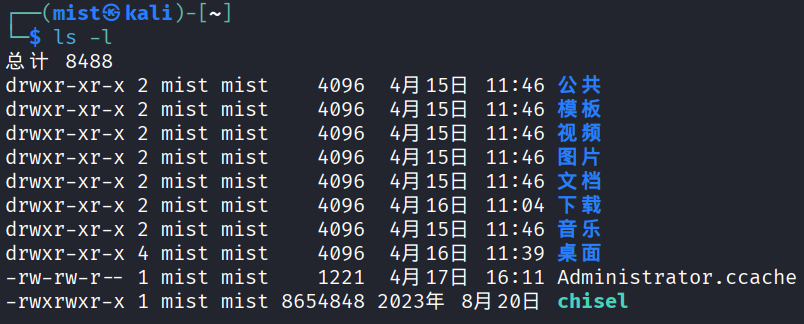 ┌──(mist㉿kali)-[~]
└─$ ls -l
总计 8488
drwxr-xr-x 2 mist mist    4096  4月15日 11:46 公共
drwxr-xr-x 2 mist mist    4096  4月15日 11:46 模板
drwxr-xr-x 2 mist mist    4096  4月15日 11:46 视频
drwxr-xr-x 2 mist mist    4096  4月15日 11:46 图片
drwxr-xr-x 2 mist mist    4096  4月15日 11:46 文档
drwxr-xr-x 2 mist mist    4096  4月16日 11:04 下载
drwxr-xr-x 2 mist mist    4096  4月15日 11:46 音乐
drwxr-xr-x 4 mist mist    4096  4月16日 11:39 桌面
-rw-rw-r-- 1 mist mist    1221  4月17日 16:11 Administrator.ccache
-rwxrwxr-x 1 mist mist 8654848 2023年 8月20日 chisel